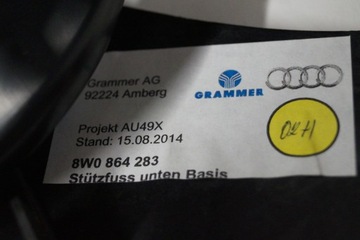 Grammer AG
92224 Amberg
GRAMMER
Projekt AU49X
Stand: 15.08.2014
8W0 864 283
Stützfuss unten Basis